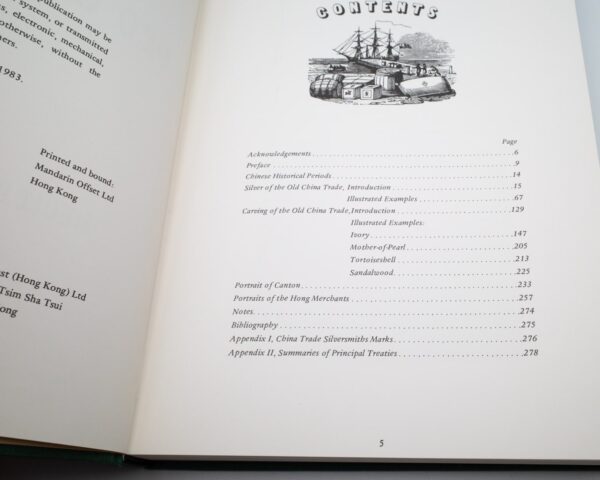 publication may be
system, or transmitted
electronic, mechanical,
otherwise, without the
1983.
Printed and bound:
Mandarin Offset Ltd
Hong Kong
(Hong Kong) Ltd
Tsim Sha Tsui
CONTENTS
Page
Acknowledgements 6
Preface 9
Chinese Historical Periods 14
Silver of the Old China Trade, Introduction 15
Illustrated Examples 67
Carving of the Old China Trade, Introduction 129
Illustrated Examples:
Ivory 147
Mother-of-Pearl 205
Tortoiseshell 213
Sandalwood 225
Portrait of Canton 233
Portraits of the Hong Merchants 257
Notes 274
Bibliography 275
Appendix I, China Trade Silversmiths Marks 276
Appendix II, Summaries of Principal Treaties 278
5